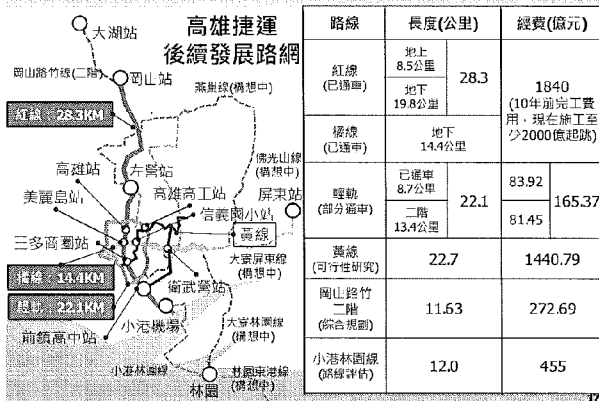 高雄捷運
後續發展路網
大湖站
岡山路竹線(二階)
岡山站
燕巢線(構想中)
紅線：28.3KM
高雄站
左營站
佛光山線
(構想中)
美麗島站
高雄高工站
屏東站
信義國小站
三多商圈站
黃線
橘線：14.4KM
大寮屏東線
(構想中)
輕軌：22.1KM
衛武營站
小港機場
前鎮高中站
大寮林園線
(構想中)
小港林園線
林園東港線
(構想中)
林園
路線 長度(公里) 經費(億元)
紅線
(已通車)
地上
8.5公里
地下
19.8公里
28.3
1840
(10年前完工費
用，現在施工至
少2000億起跳)
橘線
(已通車)
地下
14.4公里
輕軌
(部分通車)
已通車
8.7公里
二階
13.4公里
22.1
83.92
81.45
165.37
黃線
(可行性研究)
22.7
1440.79
岡山路竹
二階
(綜合規劃)
11.63
272.69
小港林園線
(路線評估)
12.0
455